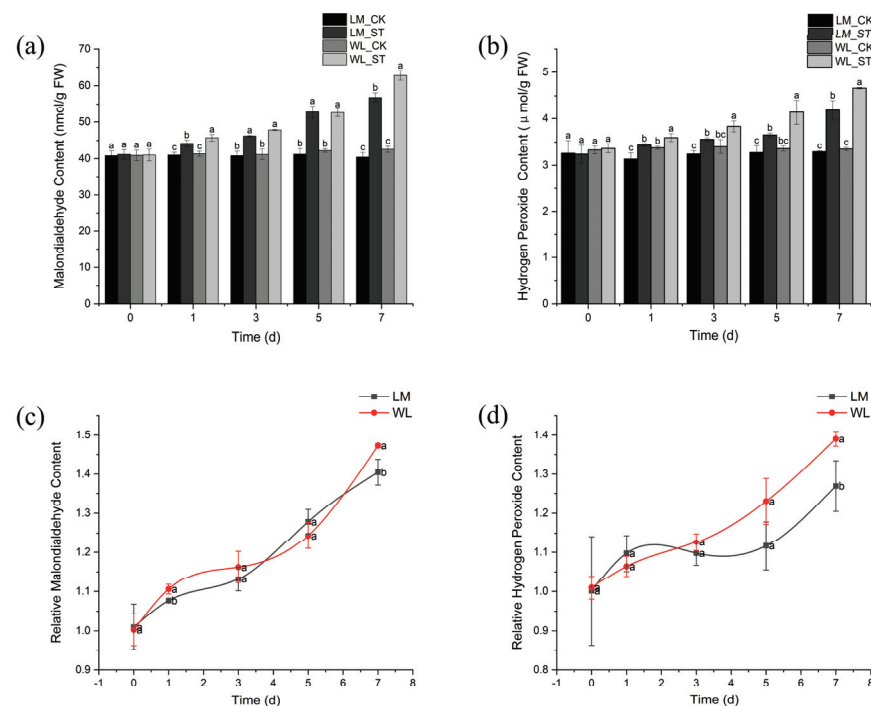 (a)
LM_CK
LM_ST
WL_CK
WL_ST
Malondialdehyde Content (nmol/g FW)
70
60
50
40
30
20
10
0
a a a a
c b c a
b a b a
b a b a
c b c a
0 1 3 5 7
Time (d)
(b)
LM_CK
LM_ST
WL_CK
WL_ST
Hydrogen Peroxide Content ( μ mol/g FW)
5
4
3
2
1
0
a a a a
c b b a
c b bc a
c b bc a
c b c a
0 1 3 5 7
Time (d)
(c)
LM
WL
Relative Malondialdehyde Content
1.5
1.4
1.3
1.2
1.1
1.0
0.9
a a
a b
a a
a a
a b
-1 0 1 2 3 4 5 6 7 8
Time (d)
(d)
LM
WL
Relative Hydrogen Peroxide Content
1.5
1.4
1.3
1.2
1.1
1.0
0.9
0.8
a a
a a
a a
a a
a b
-1 0 1 2 3 4 5 6 7 8
Time (d)